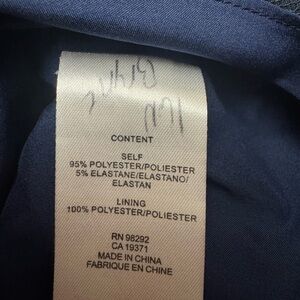 CONTENT
SELF
95% POLYESTER/POLIESTER
5% ELASTANE/ELASTANO/
ELASTAN
LINING
100% POLYESTER/POLIESTER
RN 98292
CA 19371
MADE IN CHINA
FABRIQUE EN CHINE